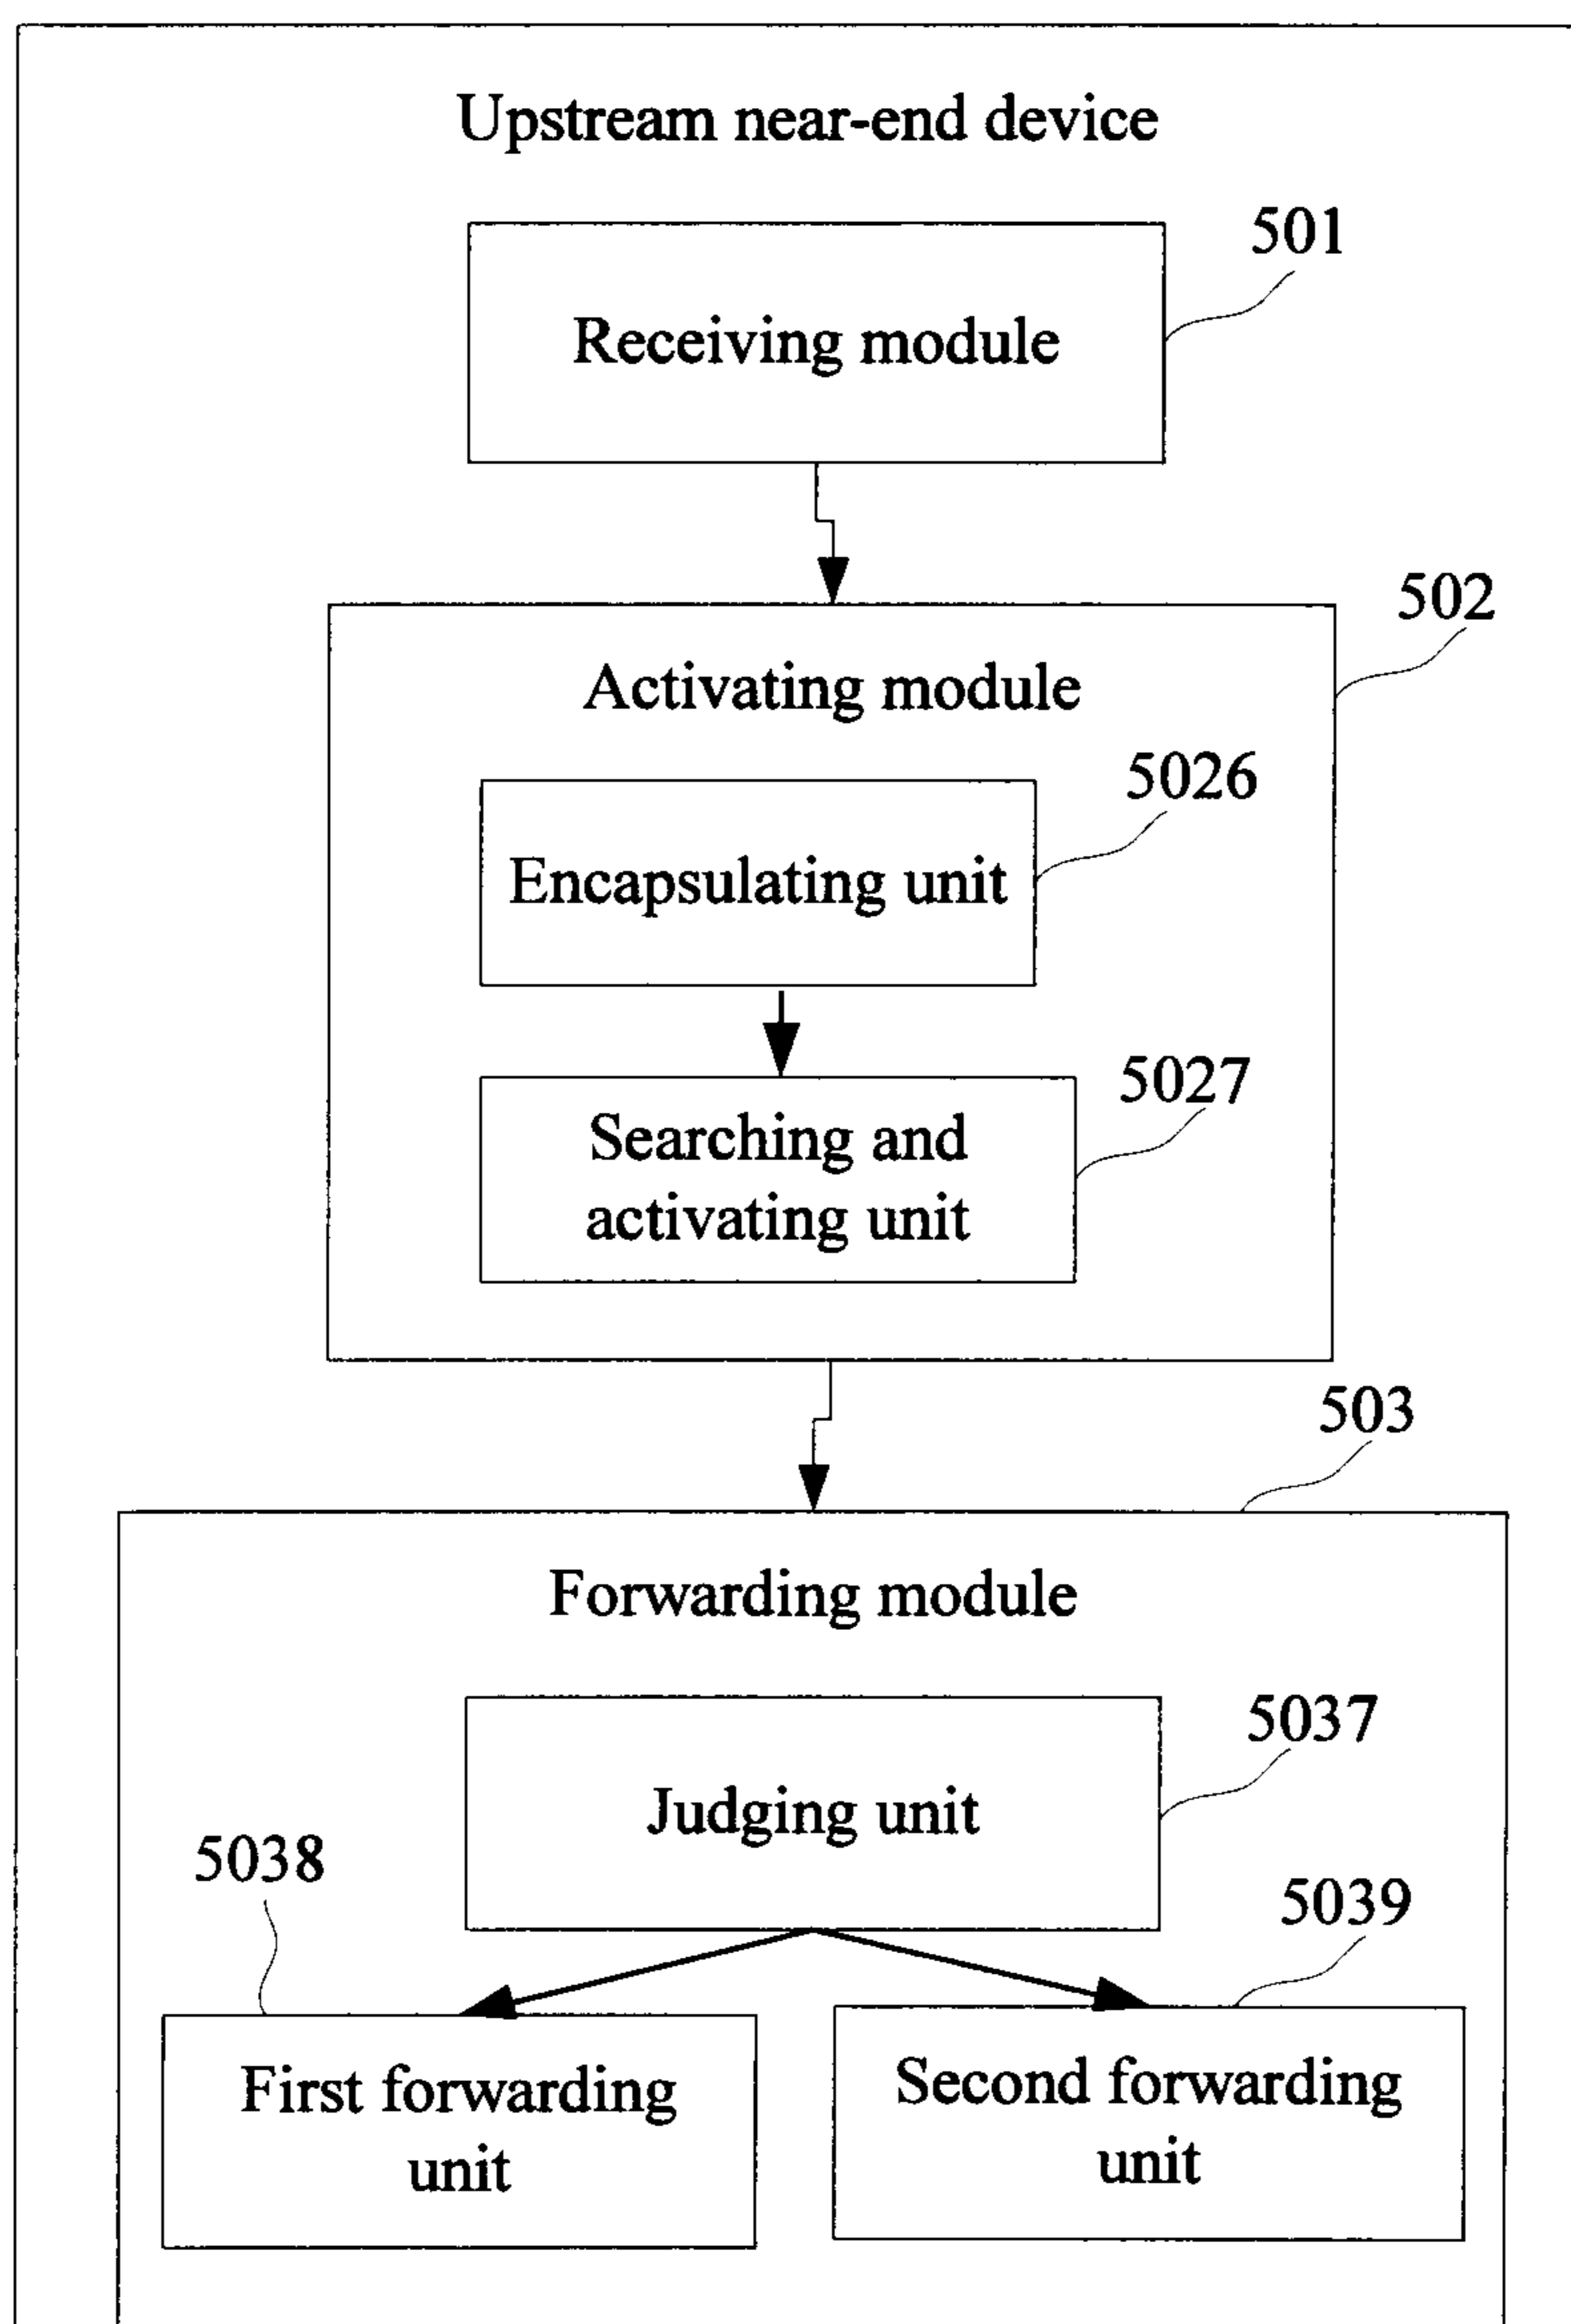 Upstream near-end device
501
Receiving module
502
Activating module
5026
Encapsulating unit
5027
Searching and
activating unit
503
Forwarding module
5037
Judging unit
5038
5039
First forwarding
unit
Second forwarding
unit